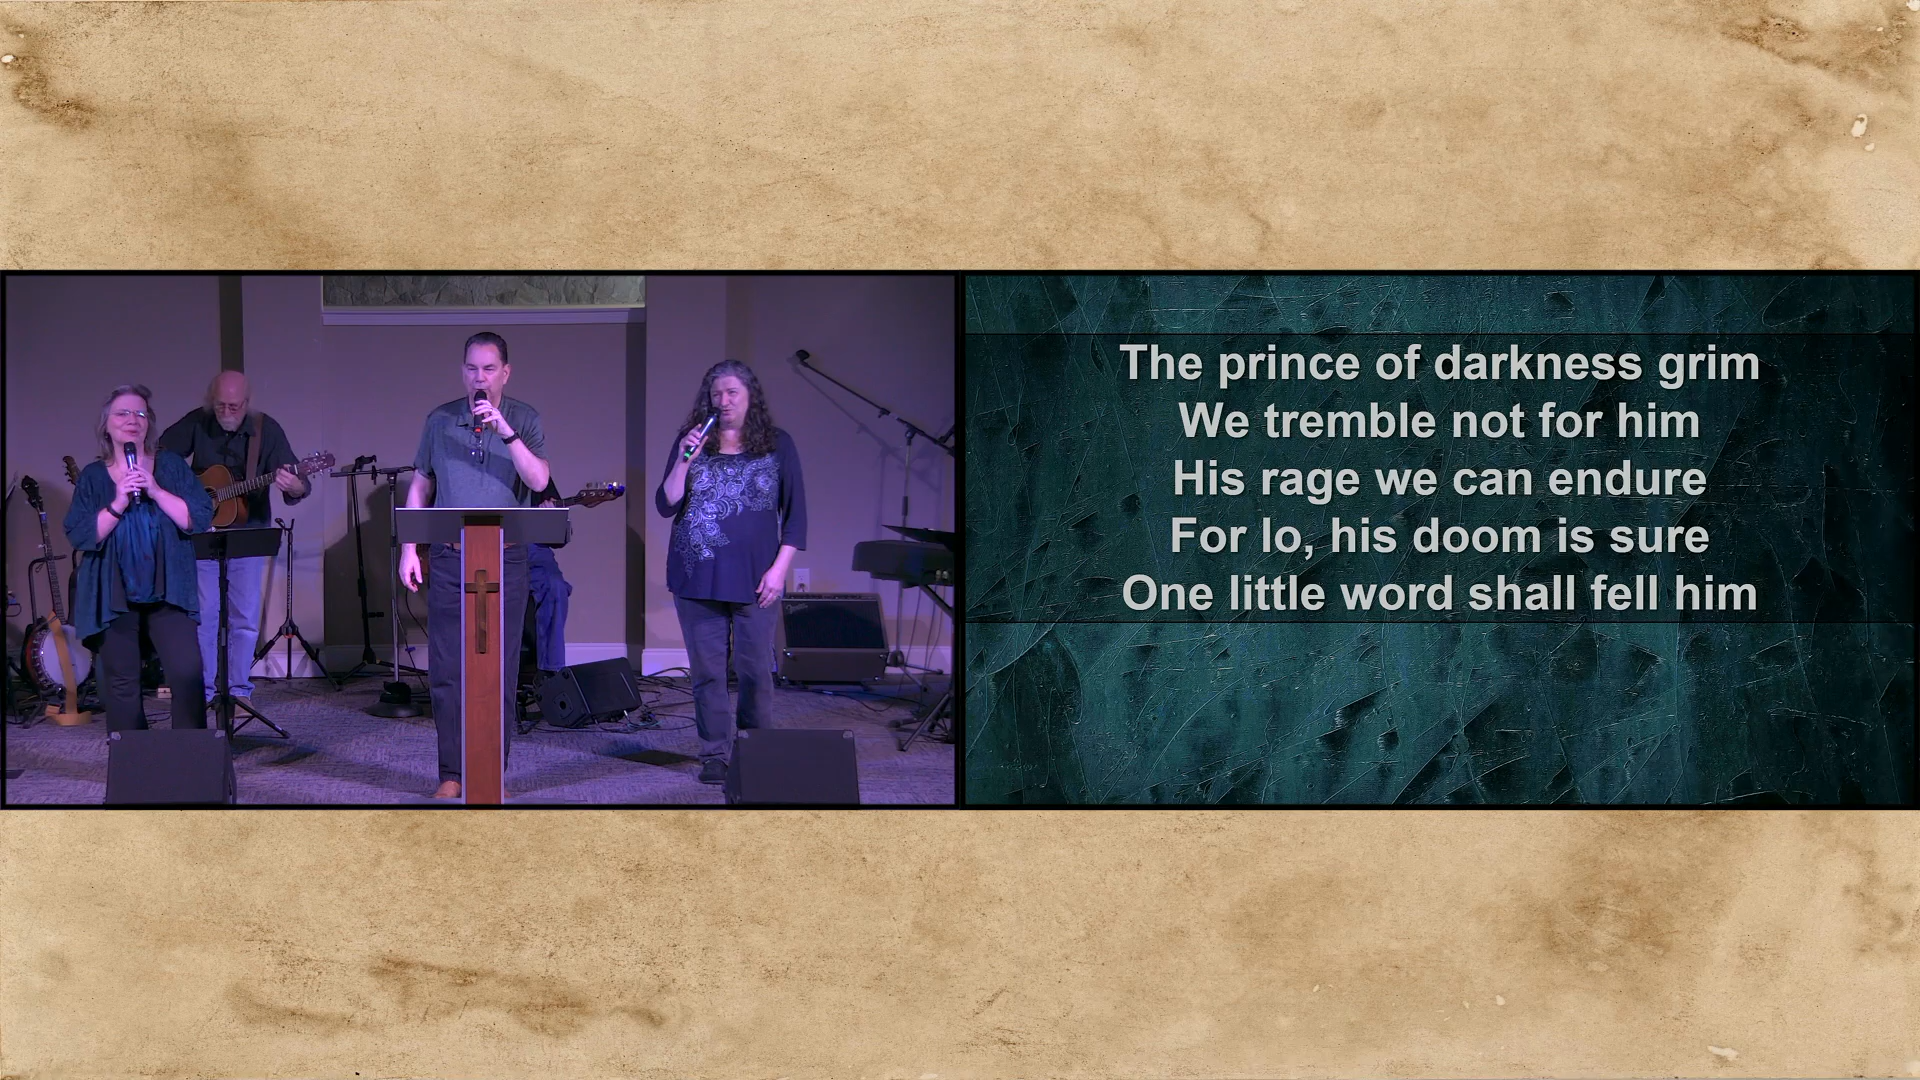 The prince of darkness grim
We tremble not for him
His rage we can endure
For lo, his doom is sure
One little word shall fell him